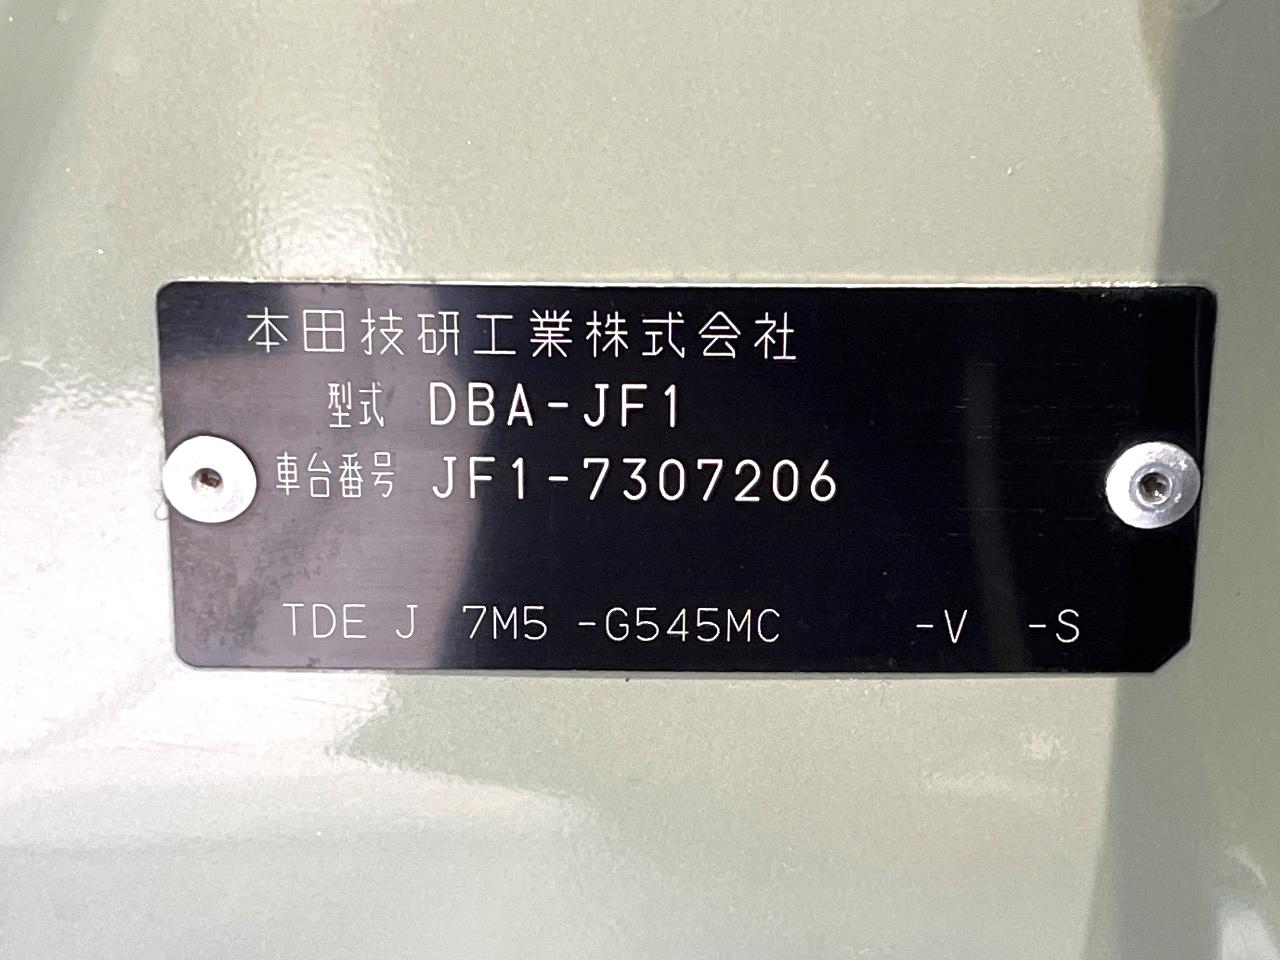 本田技研工業株式会社
型式 DBA-JF1
車台番号 JF1-7307206
TDE J 7M5 -G545MC -V -S